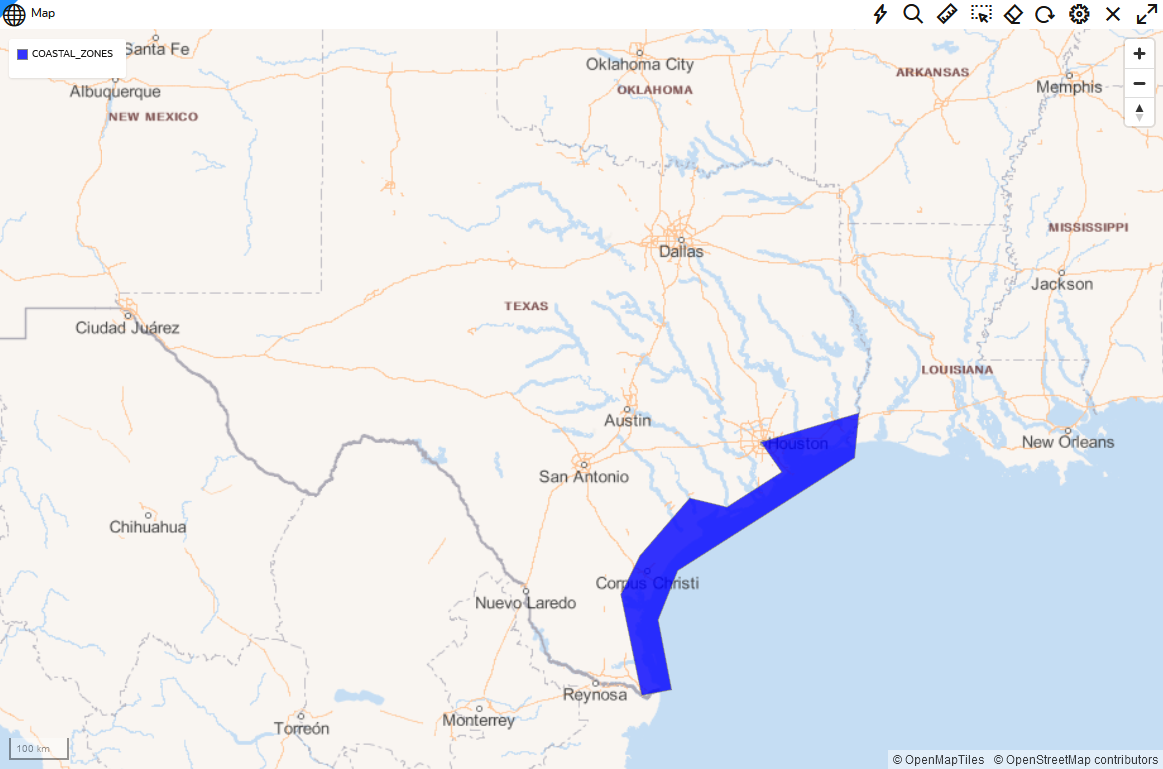 Map
COASTAL_ZONES
Santa Fe
Oklahoma City
ARKANSAS
Memphis
Albuquerque
OKLAHOMA
NEW MEXICO
MISSISSIPPI
Dallas
Jackson
TEXAS
Ciudad Juárez
LOUISIANA
Austin
Houston
New Orleans
San Antonio
Chihuahua
Corpus Christi
Nuevo Laredo
Reynosa
Monterrey
Torreón
100 km
© OpenMapTiles © OpenStreetMap contributors